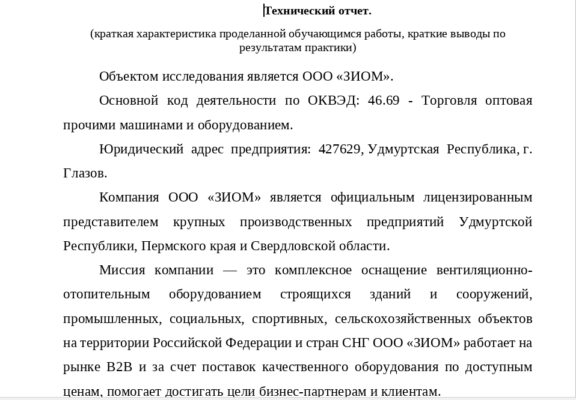 Технический отчет.
(краткая характеристика проделанной обучающимся работы, краткие выводы по
результатам практики)
Объектом исследования является ООО «ЗИОМ».
Основной код деятельности по ОКВЭД: 46.69 - Торговля оптовая
прочими машинами и оборудованием.
Юридический адрес предприятия: 427629, Удмуртская Республика, г.
Глазов.
Компания ООО «ЗИОМ» является официальным лицензированным
представителем крупных производственных предприятий Удмуртской
Республики, Пермского края и Свердловской области.
Миссия компании — это комплексное оснащение вентиляционно-
отопительным оборудованием строящихся зданий и сооружений,
промышленных, социальных, спортивных, сельскохозяйственных объектов
на территории Российской Федерации и стран СНГ ООО «ЗИОМ» работает на
рынке B2B и за счет поставок качественного оборудования по доступным
ценам, помогает достигать цели бизнес-партнерам и клиентам.